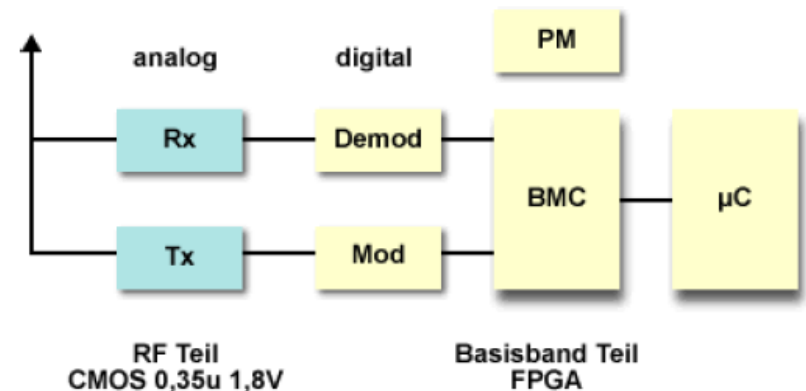 PM
analog
digital
Rx
Demod
BMC
µC
Tx
Mod
RF Teil
CMOS 0,35u 1,8V
Basisband Teil
FPGA